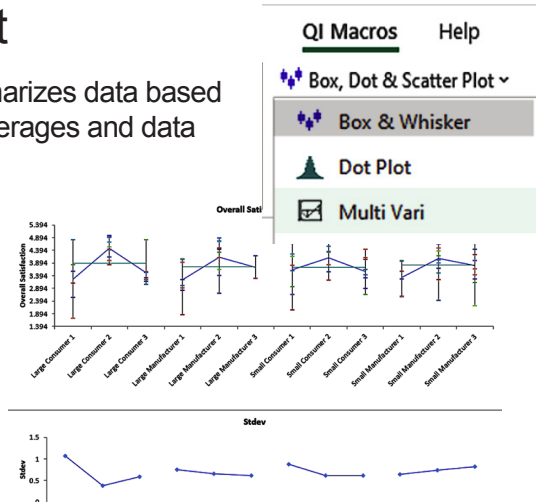 t
QI Macros Help
Box, Dot & Scatter Plot
Box & Whisker
Dot Plot
Multi Vari
arizes data based
erages and data
Overall Sati
5.894
4.894
4.394
3.894
3.394
2.894
2.394
1.894
1.394
Overall Satisfaction
Large Consumer 1
Large Consumer 2
Large Consumer 3
Large Manufacturer 1
Large Manufacturer 2
Large Manufacturer 3
Small Consumer 1
Small Consumer 2
Small Consumer 3
Small Manufacturer 1
Small Manufacturer 2
Small Manufacturer 3
Stdev
1.5
1
0.5
0
Stdev